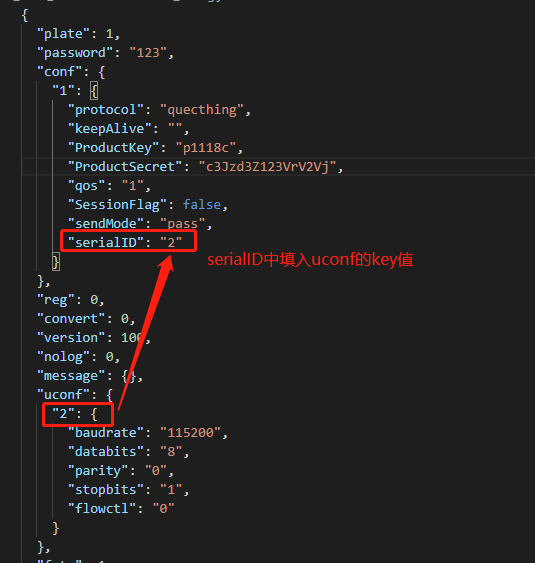 {
"plate": 1,
"password": "123",
"conf": {
"1": {
"protocol": "quecthing",
"keepAlive": "",
"ProductKey": "p1118c",
"ProductSecret": "c3Jzd3Z123VrV2Vj",
"qos": "1",
"SessionFlag": false,
"sendMode": "pass",
"serialID": "2"
serialID中填入uconf的key值
}
},
"reg": 0,
"convert": 0,
"version": 100,
"nolog": 0,
"message": {},
"uconf": {
"2": {
"baudrate": "115200",
"databits": "8",
"parity": "0",
"stopbits": "1",
"flowctl": "0"
}
},